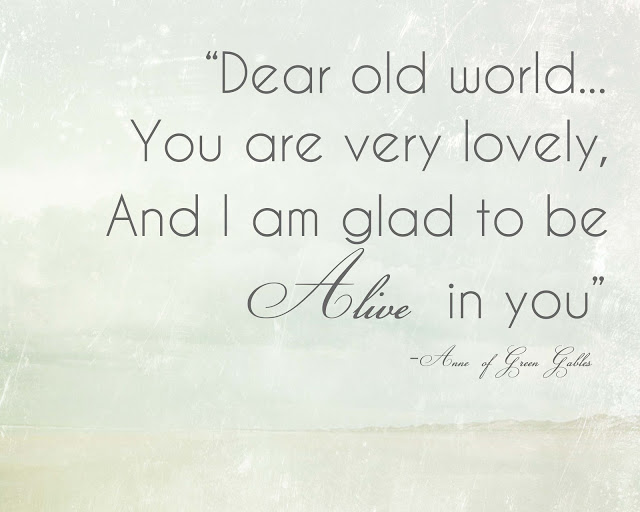 “Dear old world...
You are very lovely,
And I am glad to be
Alive in you”
-Anne of Green Gables